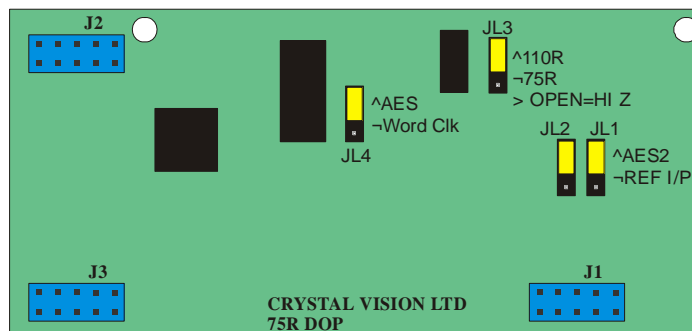 J2
JL3
^110R
¬75R
> OPEN=HI Z
^AES
¬Word Clk
JL4
JL2 JL1
^AES2
¬REF I/P
J3
J1
CRYSTAL VISION LTD
75R DOP